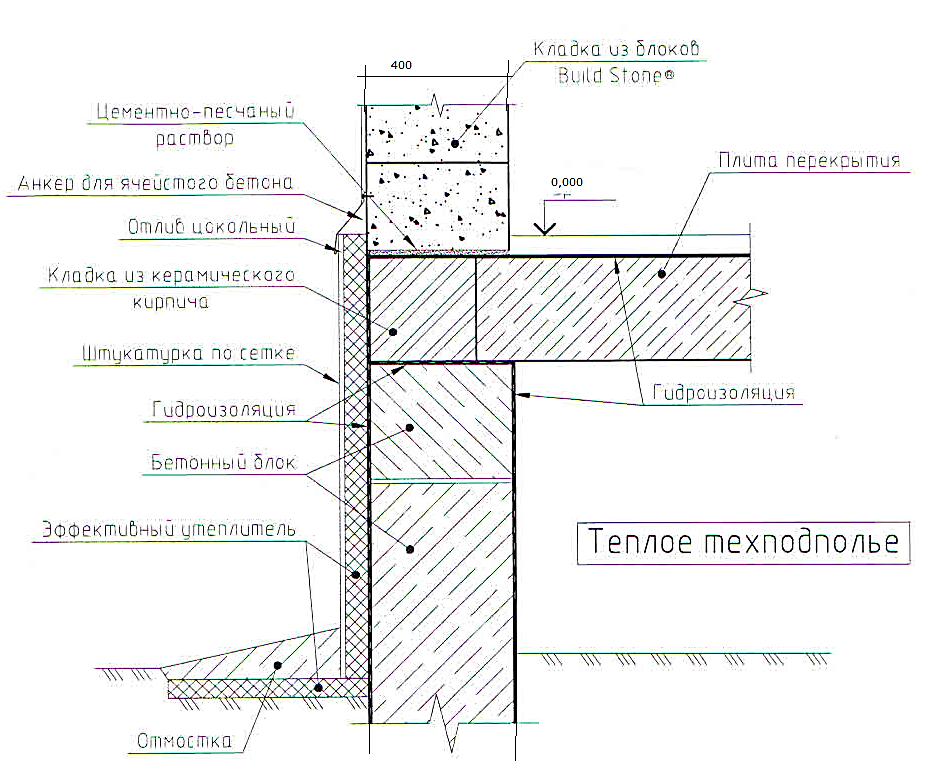 400
Кладка из блоков
Build Stone®
Цементно-песчаный
раствор
Плита перекрытия
Анкер для ячейстого бетона
0,000
Отлив цокольный
Кладка из керамического
кирпича
Штукатурка по сетке
Гидроизоляция
Гидроизоляция
Бетонный блок
Эффективный утеплитель
Теплое техподполье
Отмостка